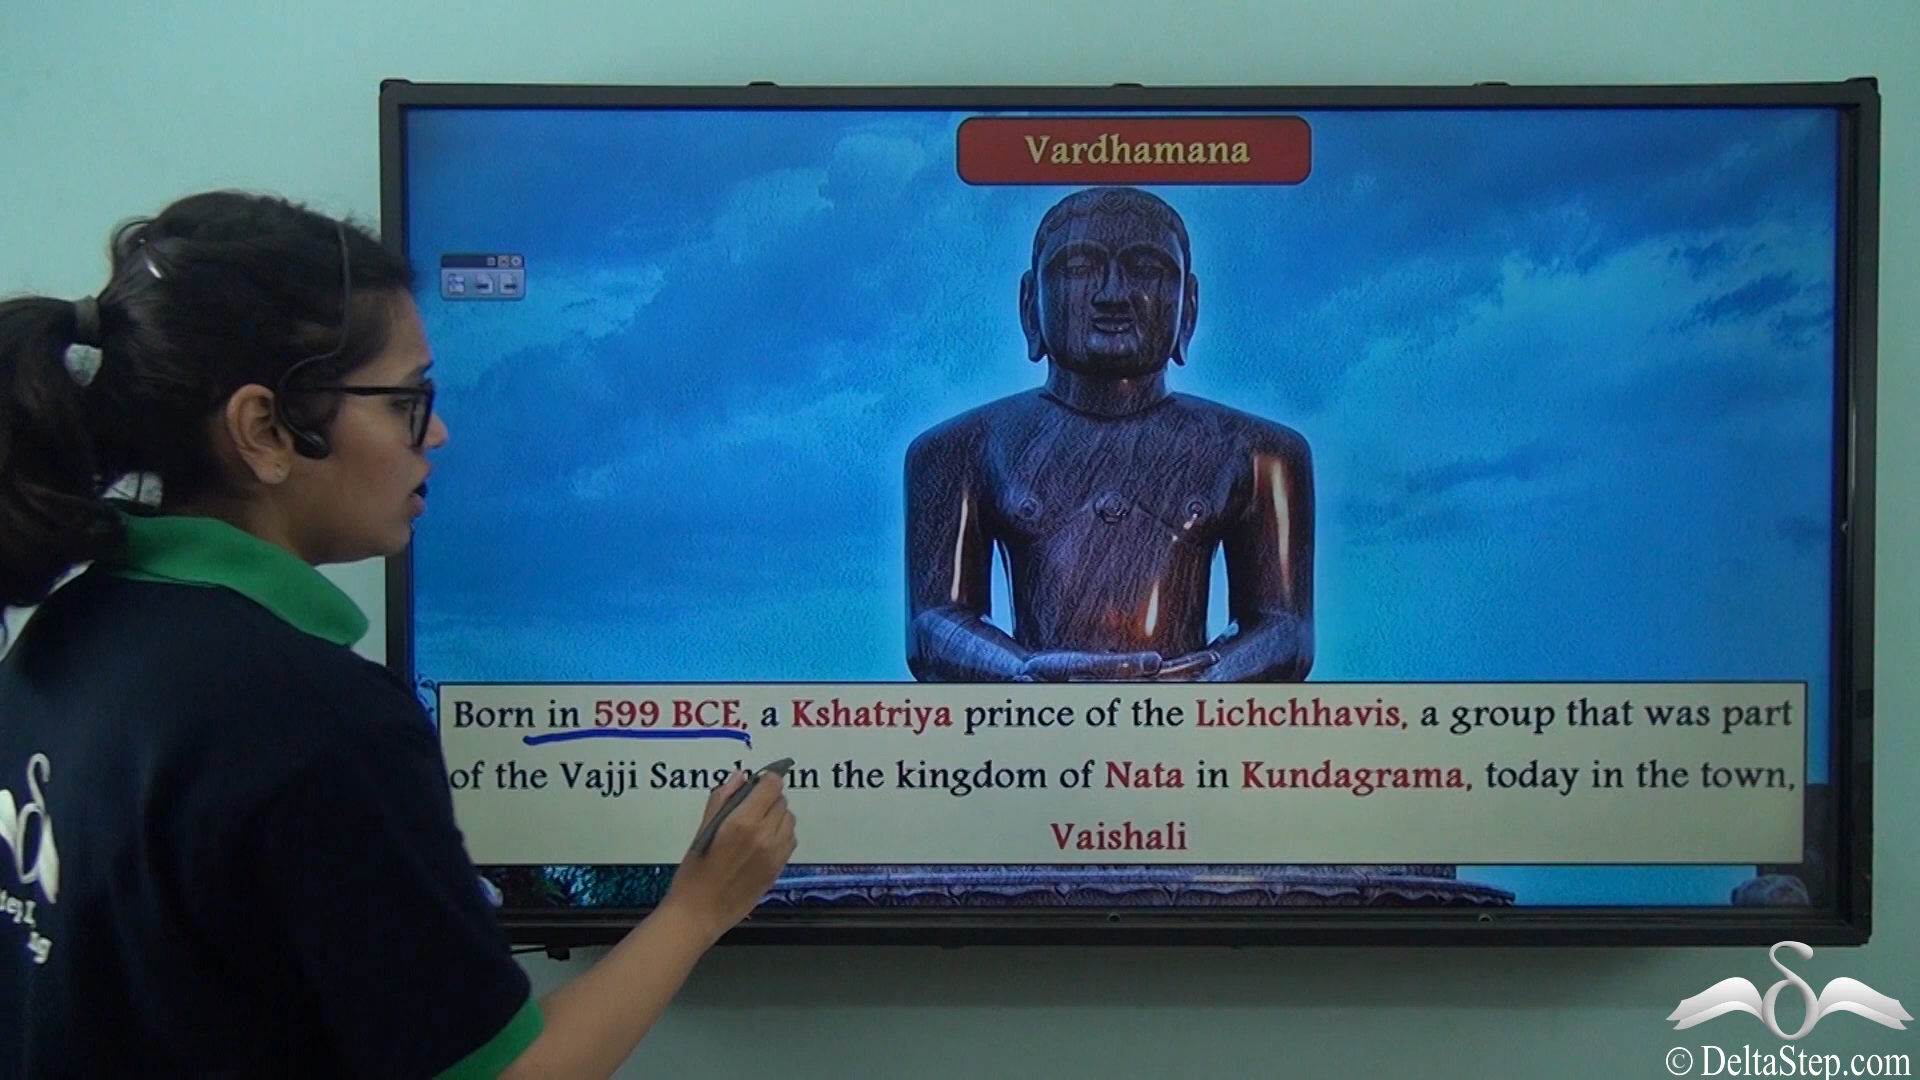 Vardhamana
Born in 599 BCE, a Kshatriya prince of the Lichchhavis, a group that was part
of the Vajji in the kingdom of Nata in Kundagrama, today in the town,
Vaishali
© DeltaStep.com